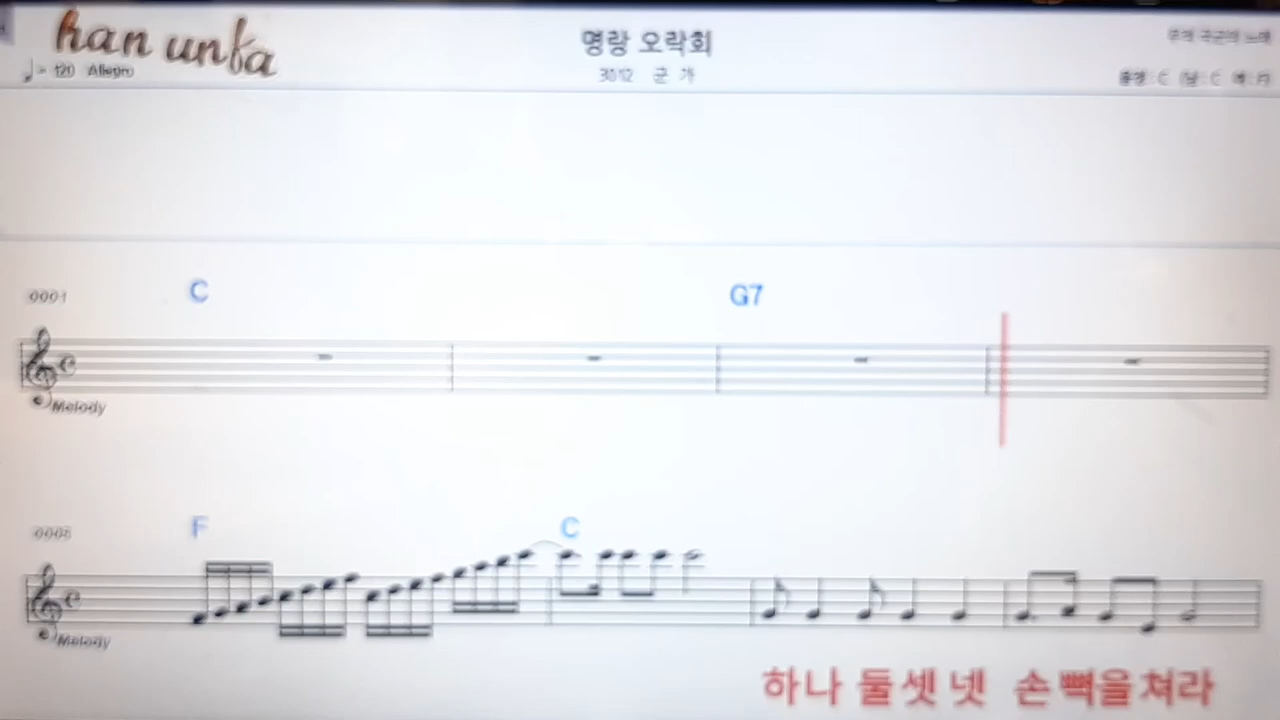 han unfa
명랑 오락회
♩= 120 Allegro
3012 군 가
0001
C
G7
Melody
F
C
Melody
하나 둘셋넷 손뼉을쳐라